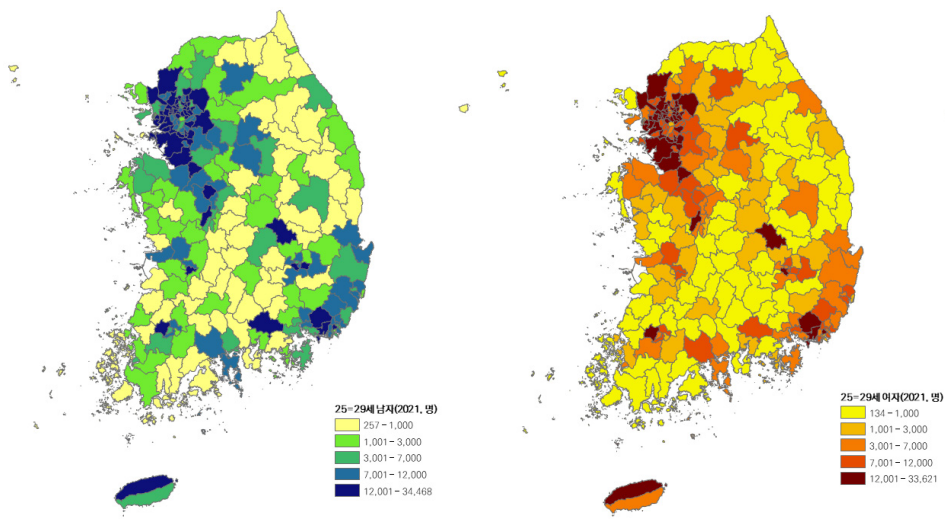 25=29세 남자(2021, 명)
257 - 1,000
1,001 - 3,000
3,001 - 7,000
7,001 - 12,000
12,001 - 34,468
25=29세 여자(2021, 명)
134 - 1,000
1,001 - 3,000
3,001 - 7,000
7,001 - 12,000
12,001 - 33,621